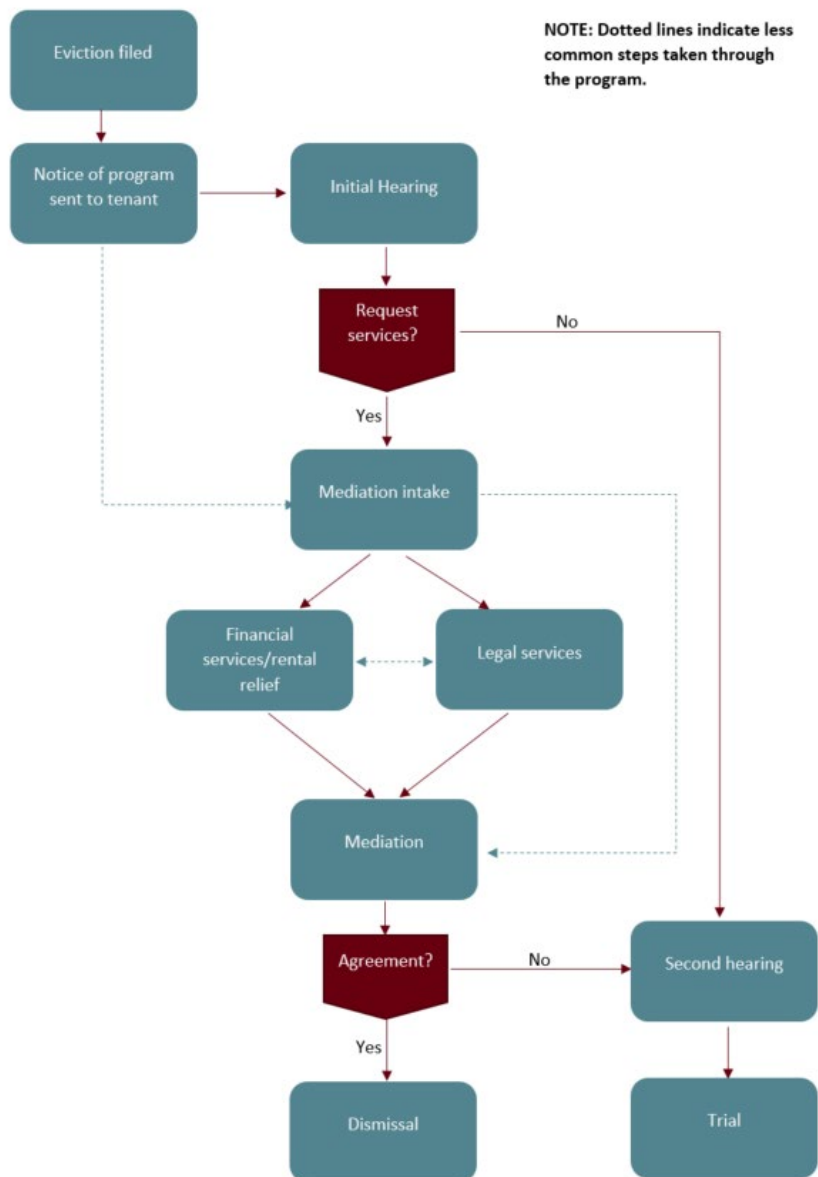 Eviction filed
NOTE: Dotted lines indicate less
common steps taken through
the program.
Notice of program
sent to tenant
Initial Hearing
Request
services?
No
Yes
Mediation intake
Financial
services/rental
relief
Legal services
Mediation
Agreement?
No
Second hearing
Yes
Dismissal
Trial